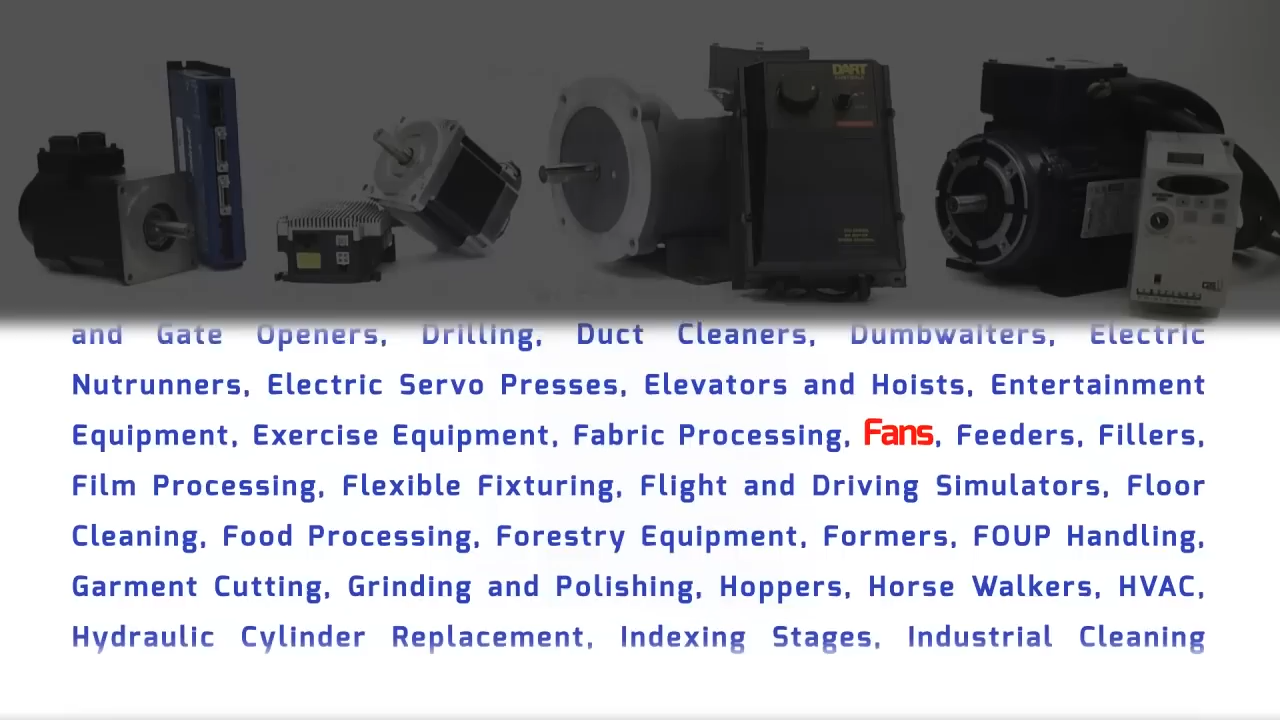 DART
CONTROLS
and Gate Openers, Drilling, Duct Cleaners, Dumbwaiters, Electric
Nutrunners, Electric Servo Presses, Elevators and Hoists, Entertainment
Equipment, Exercise Equipment, Fabric Processing, Fans, Feeders, Fillers,
Film Processing, Flexible Fixturing, Flight and Driving Simulators, Floor
Cleaning, Food Processing, Forestry Equipment, Formers, FOUP Handling,
Garment Cutting, Grinding and Polishing, Hoppers, Horse Walkers, HVAC,
Hydraulic Cylinder Replacement, Indexing Stages, Industrial Cleaning